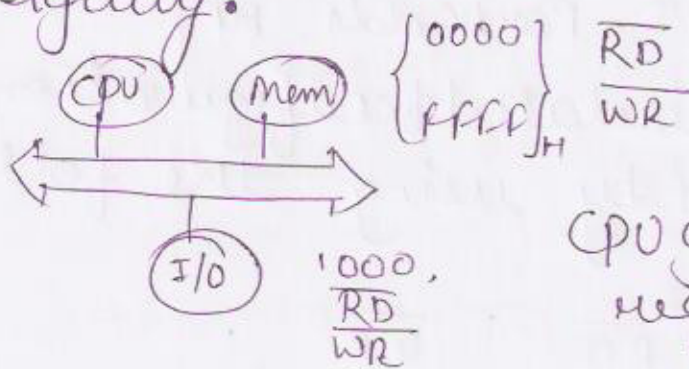 CPU
Mem
0000
FFFF H
RD
WR
I/O
1000,
RD
WR
CPU